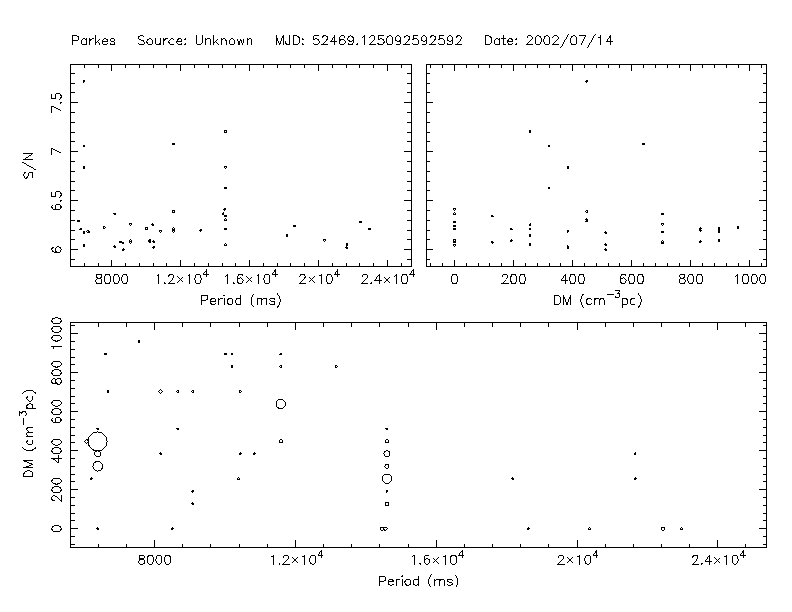 Parkes Source: Unknown MJD: 52469.125092592592 Date: 2002/07/14
S/N
7.5
7
6.5
6
8000 1.2×10⁴ 1.6×10⁴ 2×10⁴ 2.4×10⁴
Period (ms)
0 200 400 600 800 1000
DM (cm⁻³pc)
DM (cm⁻³pc)
1000
800
600
400
200
0
8000 1.2×10⁴ 1.6×10⁴ 2×10⁴ 2.4×10⁴
Period (ms)